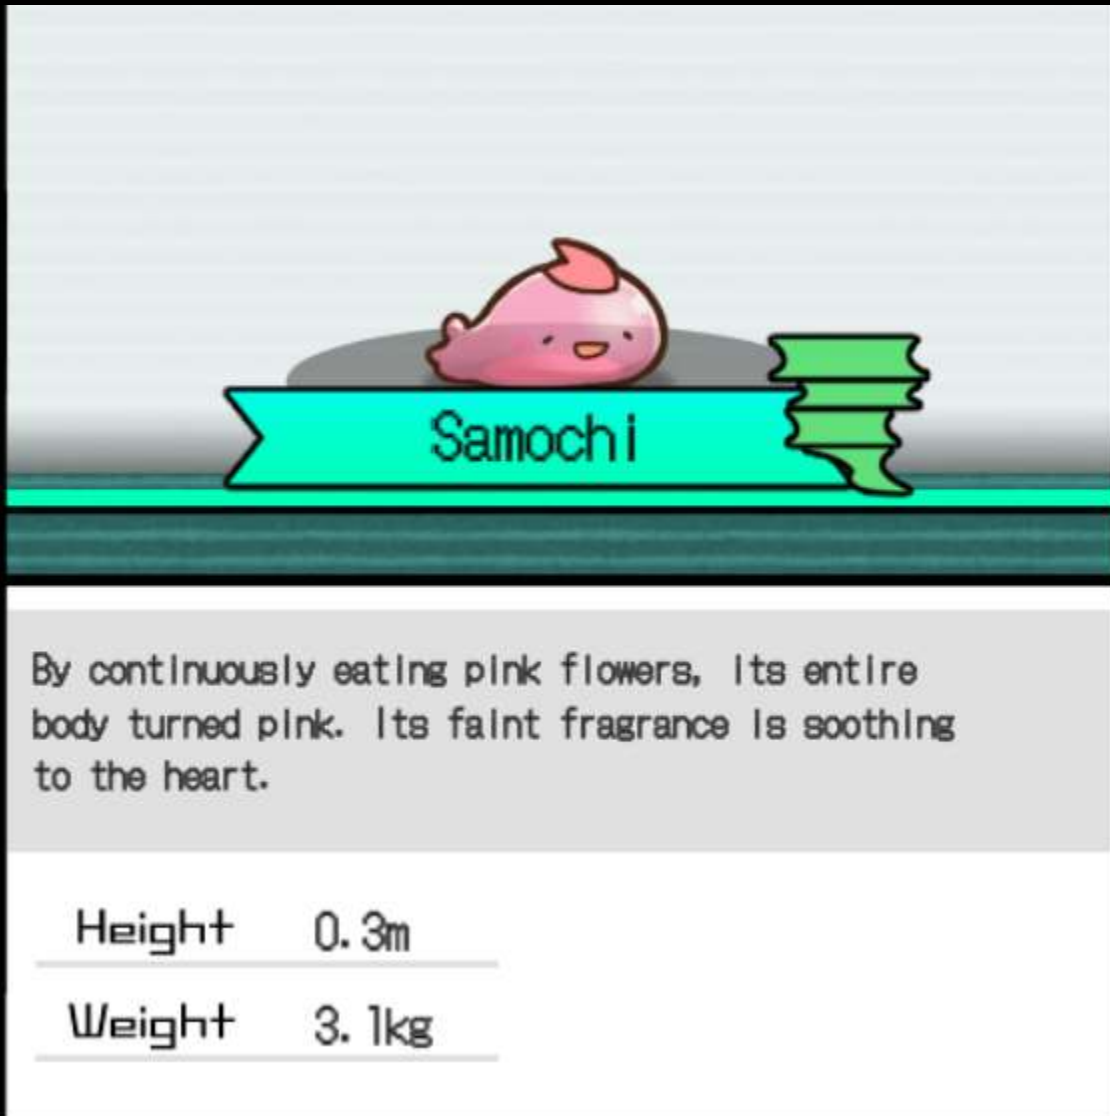 Samochi
By continuously eating pink flowers, its entire
body turned pink. Its faint fragrance is soothing
to the heart.
Height 0.3m
Weight 3.1kg